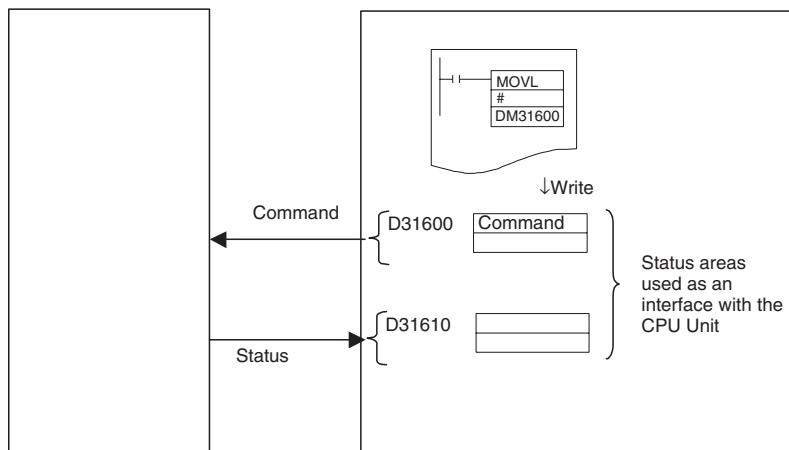 MOVL
#
DM31600
↓Write
Command
D31600
Command
Status areas
used as an
interface with the
CPU Unit
D31610
Status